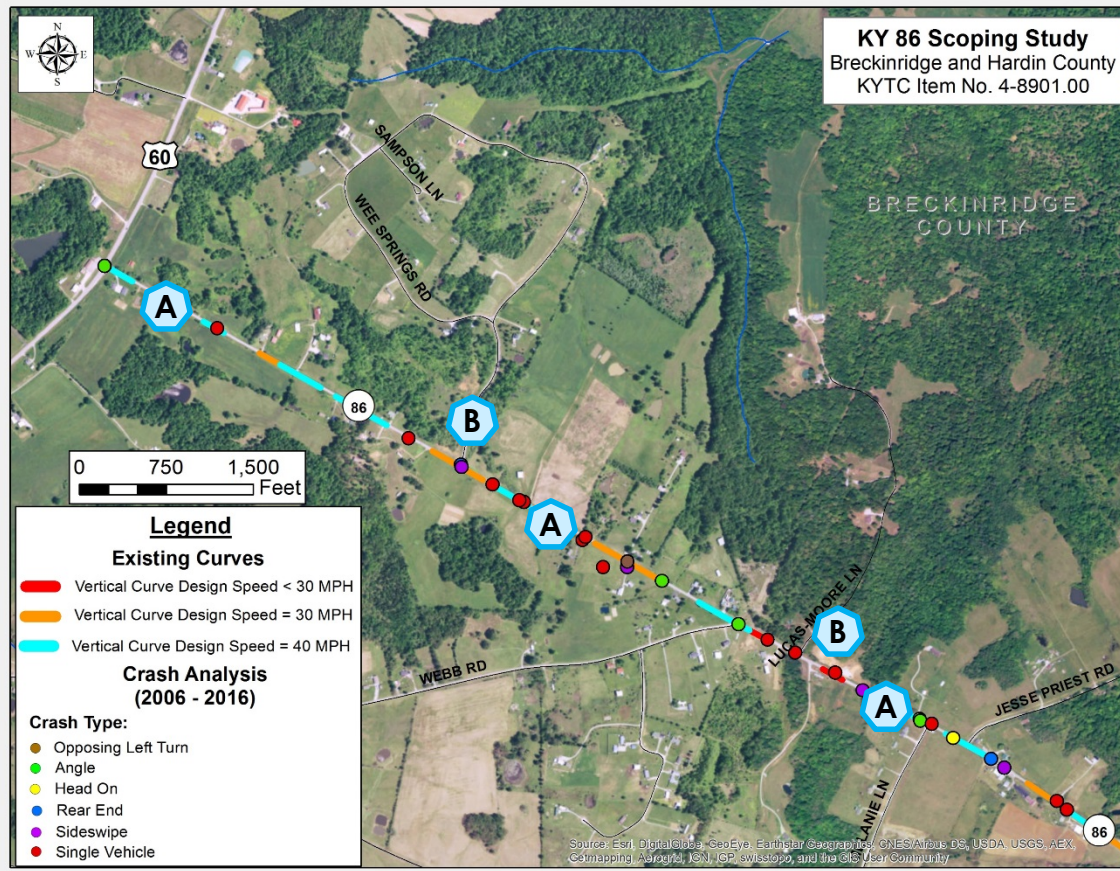 KY 86 Scoping Study
Breckinridge and Hardin County
KYTC Item No. 4-8901.00
N
W E
S
60
SAMPSON LN
WEE SPRINGS RD
BRECKINRIDGE
COUNTY
A
86
B
A
0 750 1,500
Feet
LUCAS-MOORE LN
B
WEBB RD
A
JESSE PRIEST RD
86
Legend
Existing Curves
Vertical Curve Design Speed < 30 MPH
Vertical Curve Design Speed = 30 MPH
Vertical Curve Design Speed = 40 MPH
Crash Analysis
(2006 - 2016)
Crash Type:
Opposing Left Turn
Angle
Head On
Rear End
Sideswipe
Single Vehicle
Source: Esri, DigitalGlobe, GeoEye, Earthstar Geographics, CNES/Airbus DS, USDA, USGS, AEX,
Getmapping, Aerogrid, IGN, IGP, swisstopo, and the GIS User Community